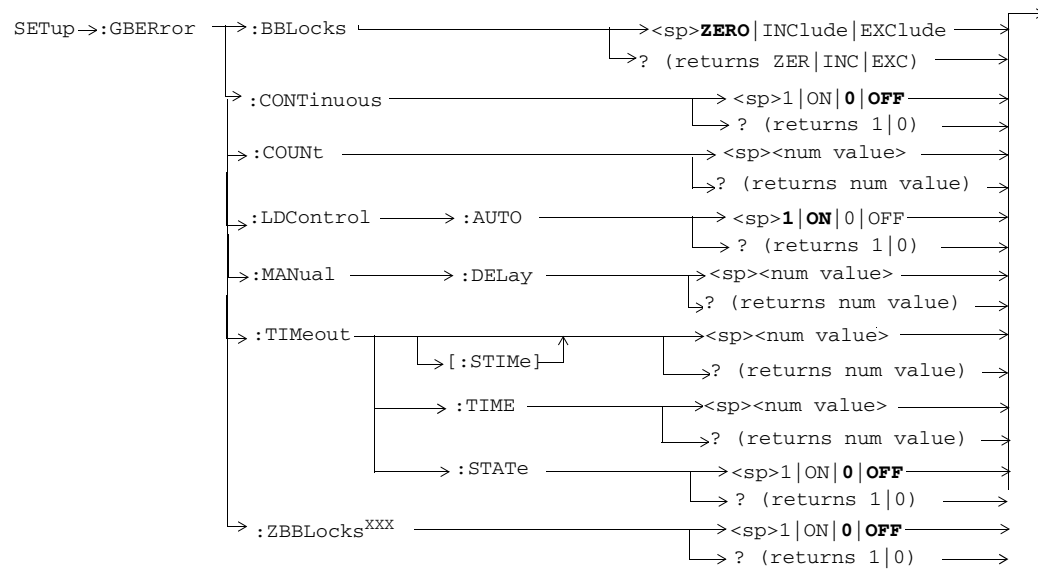 SETup :GBERror :BBLocks <sp>ZERO|INClude|EXClude
? (returns ZER|INC|EXC)
:CONTinuous <sp>1|ON|0|OFF
? (returns 1|0)
:COUNt <sp><num value>
? (returns num value)
:LDControl :AUTO <sp>1|ON|0|OFF
? (returns 1|0)
:MANual :DELay <sp><num value>
? (returns num value)
:TIMeout <sp><num value>
[:STIMe]
? (returns num value)
:TIME <sp><num value>
? (returns num value)
:STATe <sp>1|ON|0|OFF
? (returns 1|0)
:ZBBLocksXXX <sp>1|ON|0|OFF
? (returns 1|0)